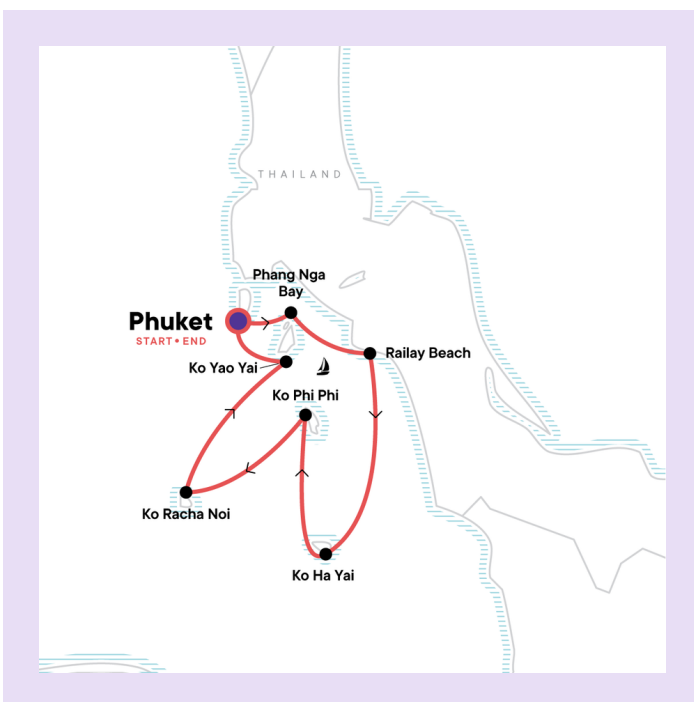 THAILAND
Phang Nga
Bay
Phuket
START • END
Railay Beach
Ko Yao Yai
Ko Phi Phi
Ko Racha Noi
Ko Ha Yai